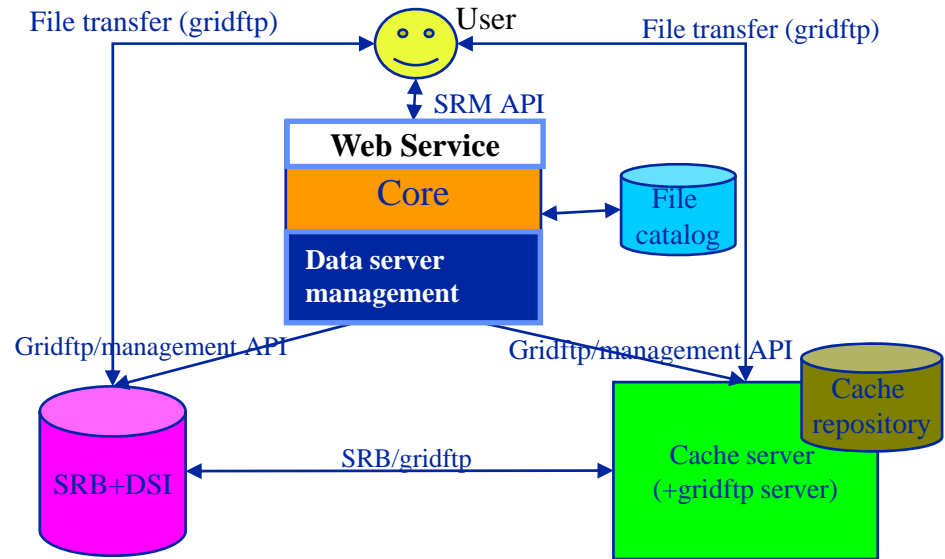 File transfer (gridftp)
User
File transfer (gridftp)
SRM API
Web Service
Core
File
catalog
Data server
management
Gridftp/management API
Gridftp/management API
Cache
repository
SRB/gridftp
SRB+DSI
Cache server
(+gridftp server)